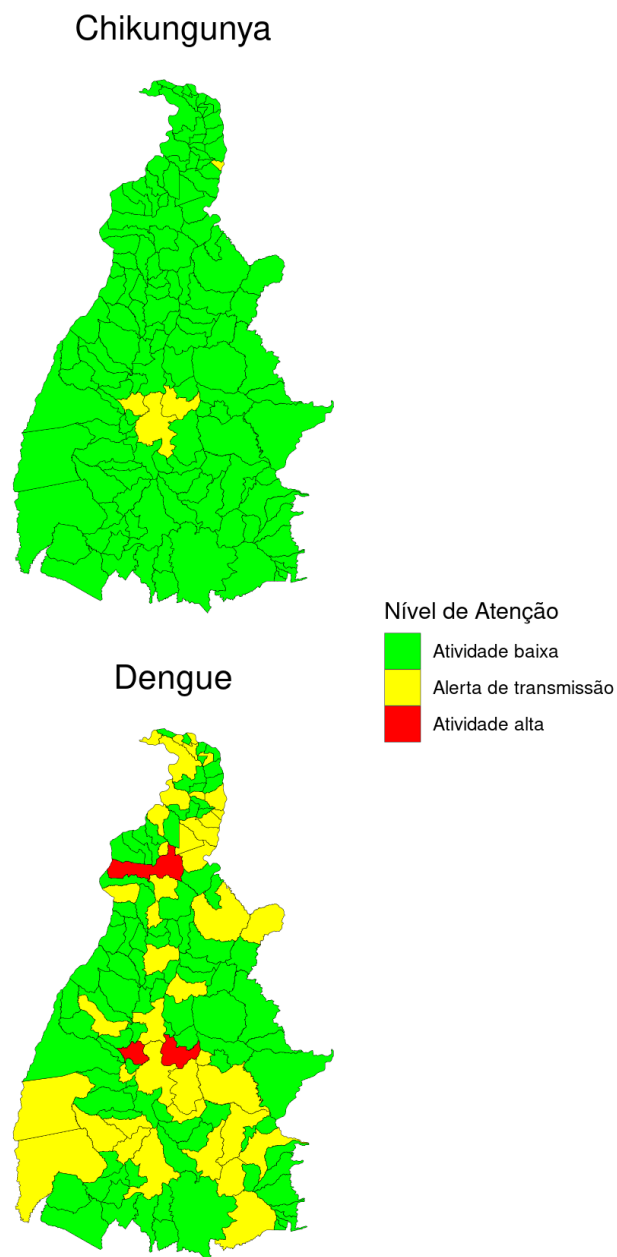 Chikungunya
Nível de Atenção
Atividade baixa
Alerta de transmissão
Atividade alta
Dengue